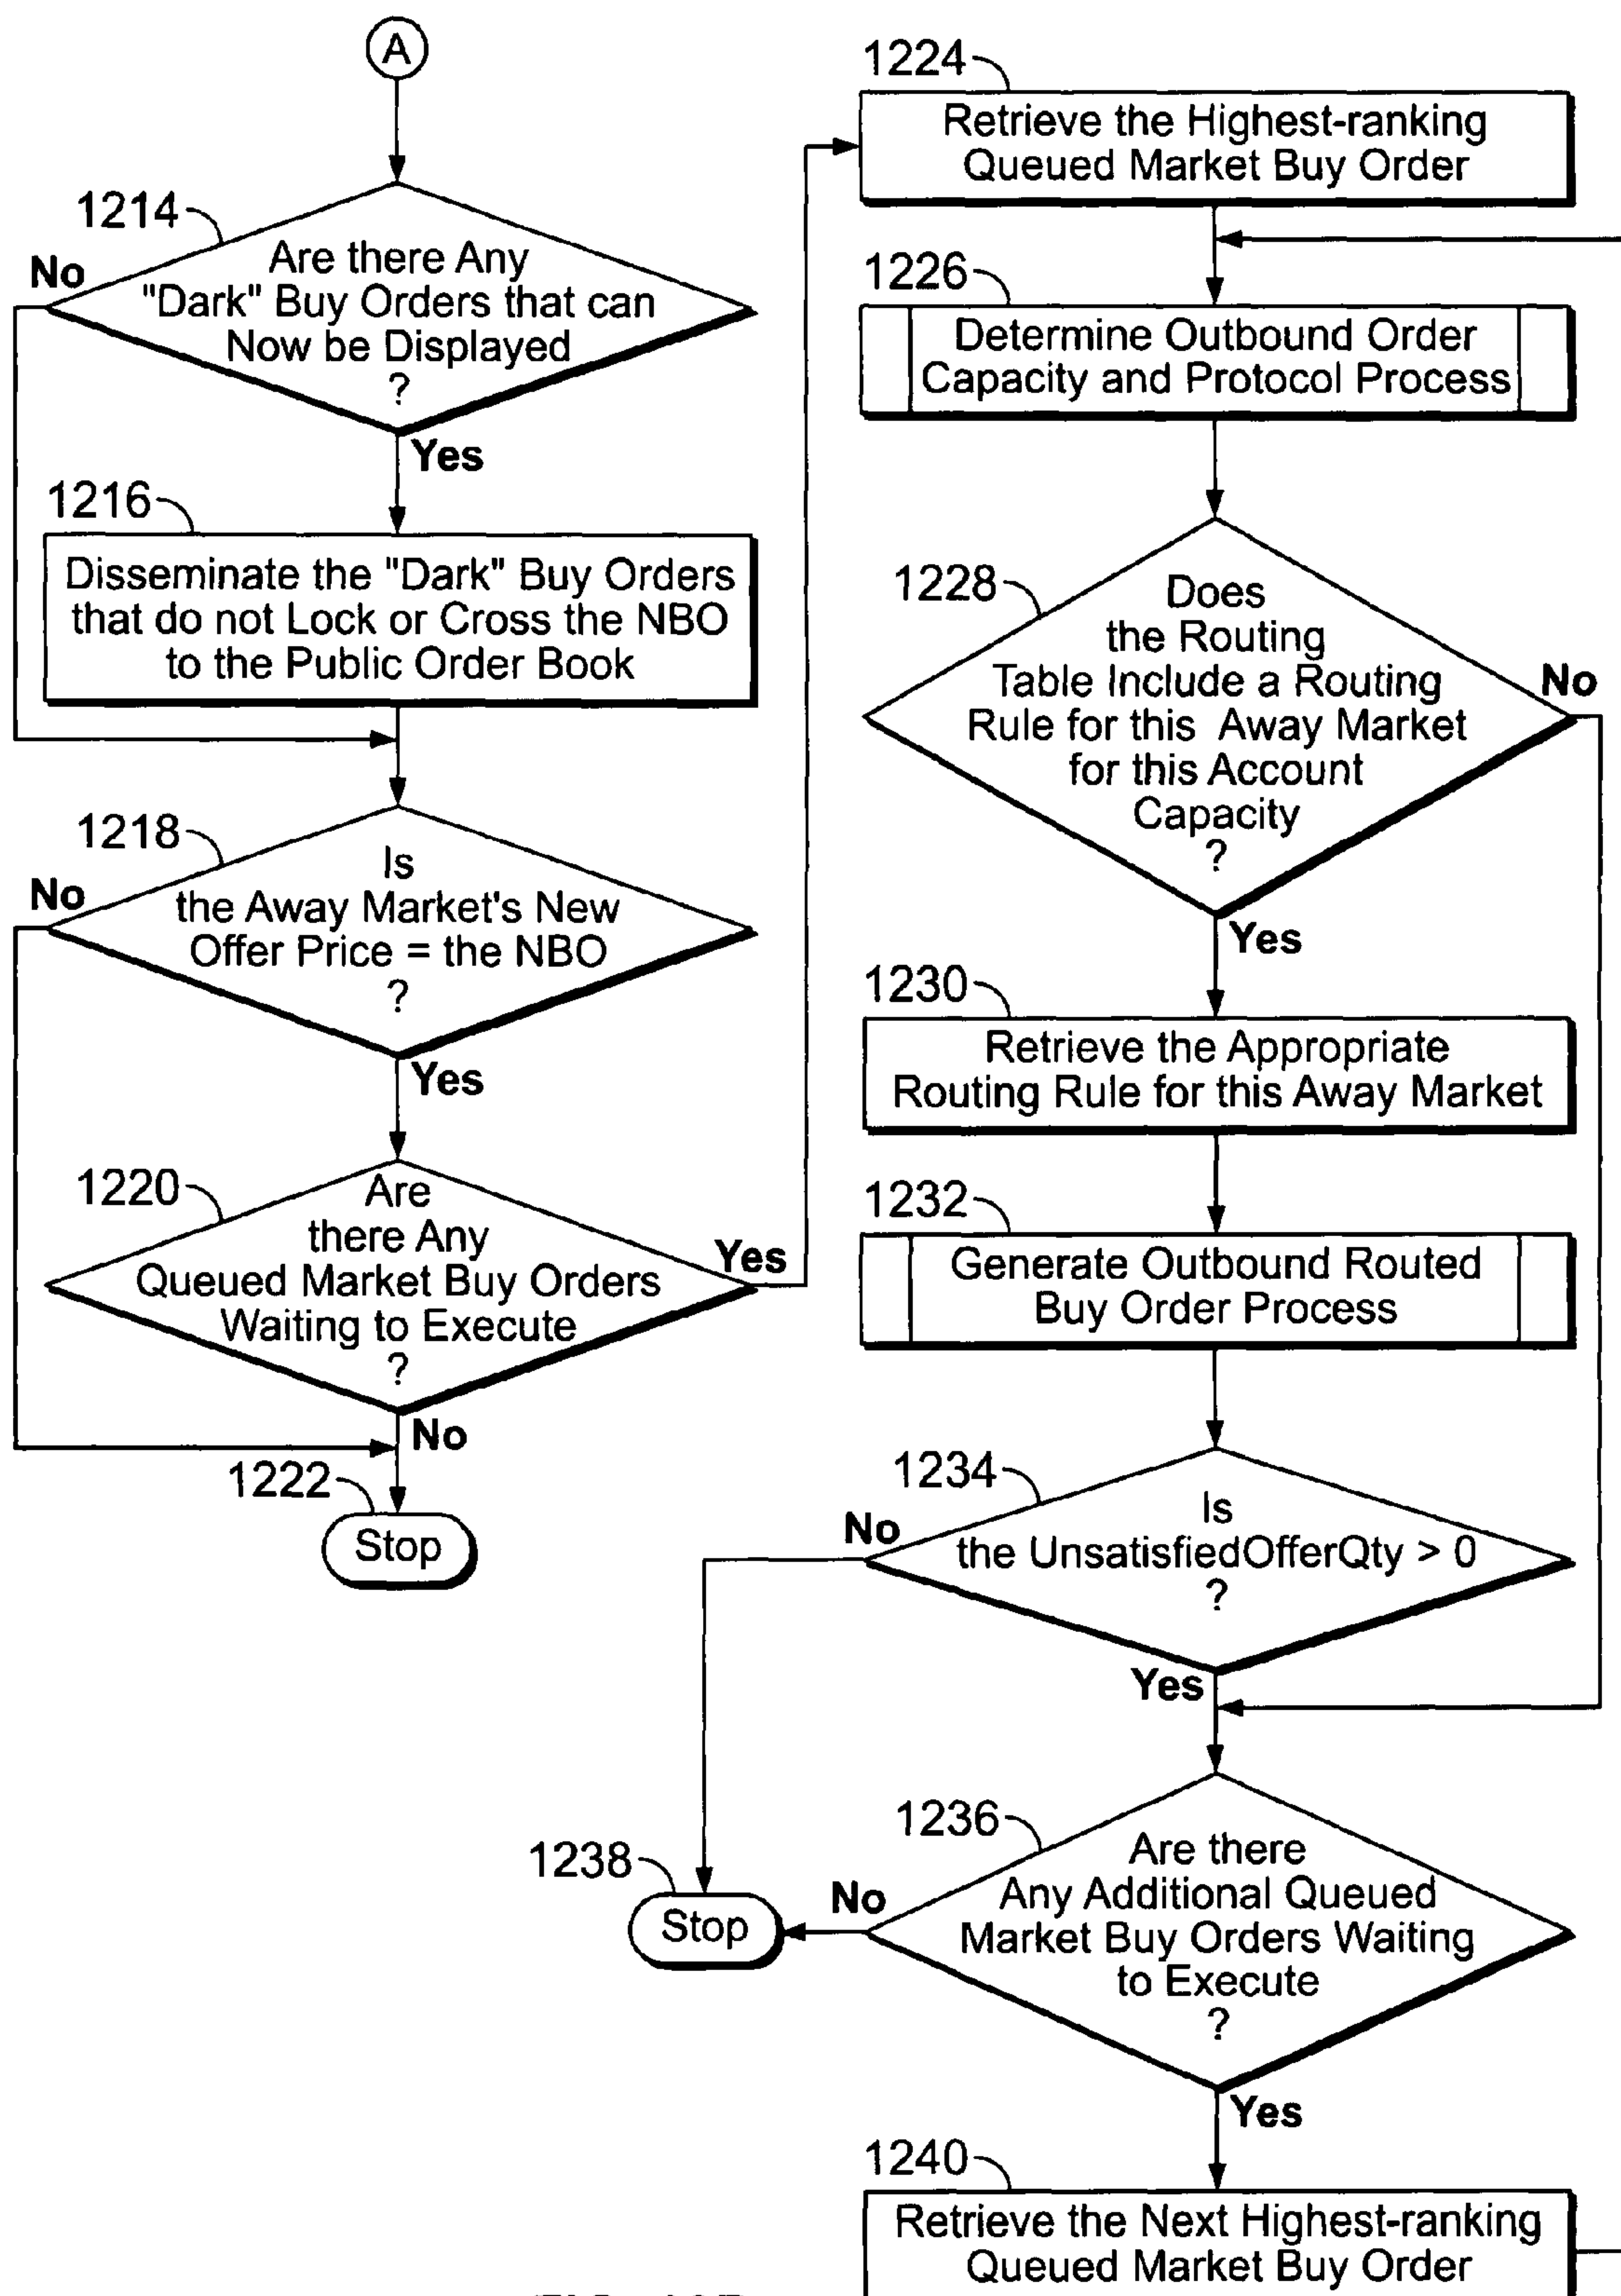 A
1214
No
Are there Any
"Dark" Buy Orders that can
Now be Displayed
?
Yes
1216
Disseminate the "Dark" Buy Orders
that do not Lock or Cross the NBO
to the Public Order Book
1218
No
Is
the Away Market's New
Offer Price = the NBO
?
Yes
1220
Are
there Any
Queued Market Buy Orders
Waiting to Execute
?
Yes
No
1222
Stop
1224
Retrieve the Highest-ranking
Queued Market Buy Order
1226
Determine Outbound Order
Capacity and Protocol Process
1228
Does
the Routing
Table Include a Routing
Rule for this Away Market
for this Account
Capacity
?
No
Yes
1230
Retrieve the Appropriate
Routing Rule for this Away Market
1232
Generate Outbound Routed
Buy Order Process
1234
No
Is
the UnsatisfiedOfferQty > 0
?
Yes
1236
Are there
Any Additional Queued
Market Buy Orders Waiting
to Execute
?
No
1238
Stop
Yes
1240
Retrieve the Next Highest-ranking
Queued Market Buy Order